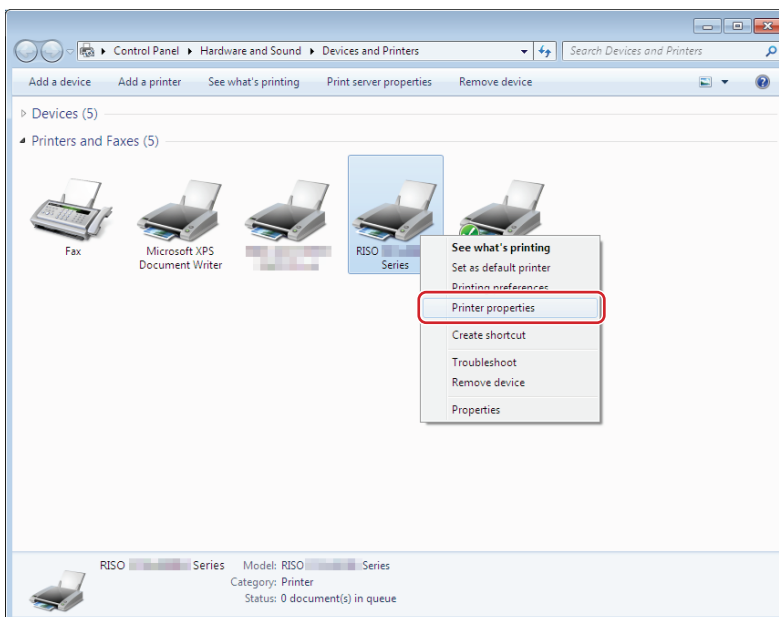 Control Panel ▸ Hardware and Sound ▸ Devices and Printers
Search Devices and Printers
Add a device Add a printer See what's printing Print server properties Remove device
Devices (5)
Printers and Faxes (5)
Fax
Microsoft XPS
Document Writer
RISO
Series
See what's printing
Set as default printer
Printing preferences
Printer properties
Create shortcut
Troubleshoot
Remove device
Properties
RISO Series Model: RISO Series
Category: Printer
Status: 0 document(s) in queue